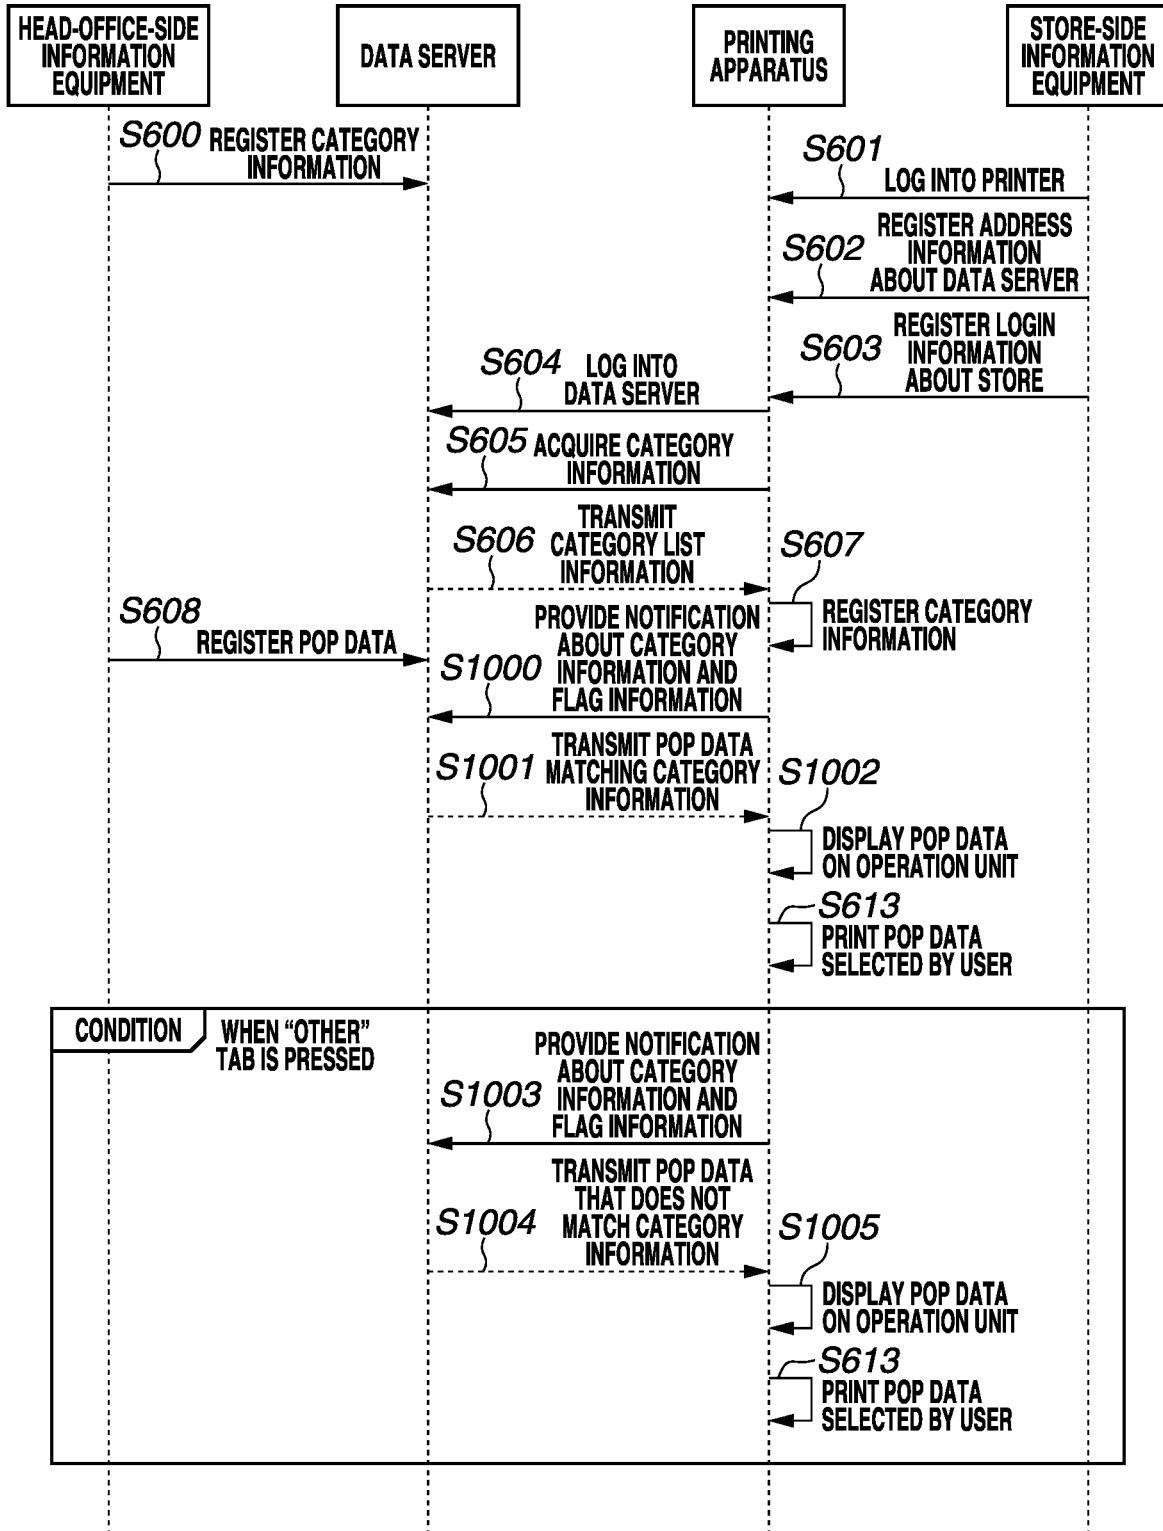 HEAD-OFFICE-SIDE
INFORMATION
EQUIPMENT
DATA SERVER
PRINTING
APPARATUS
STORE-SIDE
INFORMATION
EQUIPMENT
S600
REGISTER CATEGORY
INFORMATION
S601
LOG INTO PRINTER
S602
REGISTER ADDRESS
INFORMATION
ABOUT DATA SERVER
S603
REGISTER LOGIN
INFORMATION
ABOUT STORE
S604
LOG INTO
DATA SERVER
S605
ACQUIRE CATEGORY
INFORMATION
S606
TRANSMIT
CATEGORY LIST
INFORMATION
S607
REGISTER CATEGORY
INFORMATION
S608
REGISTER POP DATA
S1000
PROVIDE NOTIFICATION
ABOUT CATEGORY
INFORMATION AND
FLAG INFORMATION
S1001
TRANSMIT POP DATA
MATCHING CATEGORY
INFORMATION
S1002
DISPLAY POP DATA
ON OPERATION UNIT
S613
PRINT POP DATA
SELECTED BY USER
CONDITION
WHEN “OTHER”
TAB IS PRESSED
S1003
PROVIDE NOTIFICATION
ABOUT CATEGORY
INFORMATION AND
FLAG INFORMATION
S1004
TRANSMIT POP DATA
THAT DOES NOT
MATCH CATEGORY
INFORMATION
S1005
DISPLAY POP DATA
ON OPERATION UNIT
S613
PRINT POP DATA
SELECTED BY USER